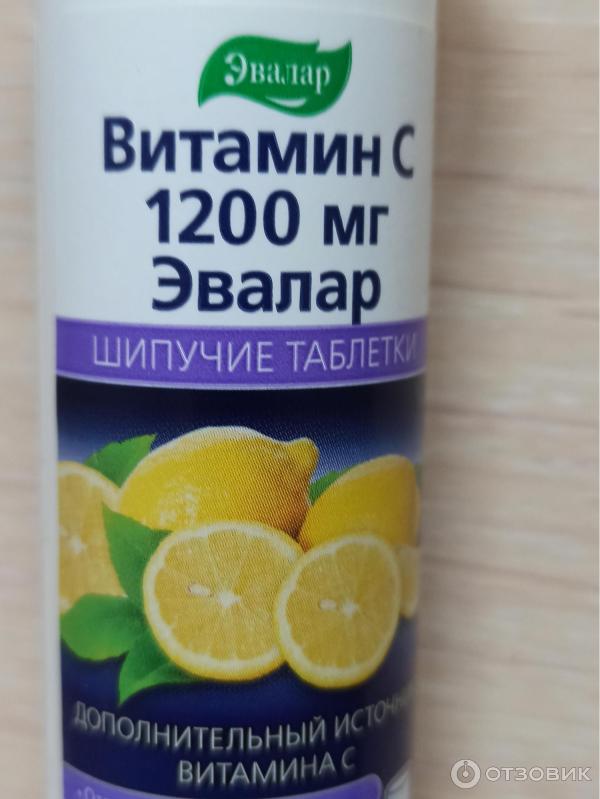 Эвалар
Витамин С
1200 мг
Эвалар
ШИПУЧИЕ ТАБЛЕТКИ
ДОПОЛНИТЕЛЬНЫЙ
ВИТАМИНА С
ОТЗОВИК